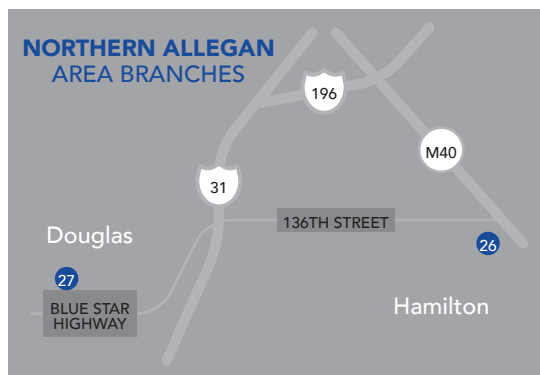 NORTHERN ALLEGAN
AREA BRANCHES
196
M40
31
136TH STREET
Douglas
26
27
BLUE STAR
HIGHWAY
Hamilton